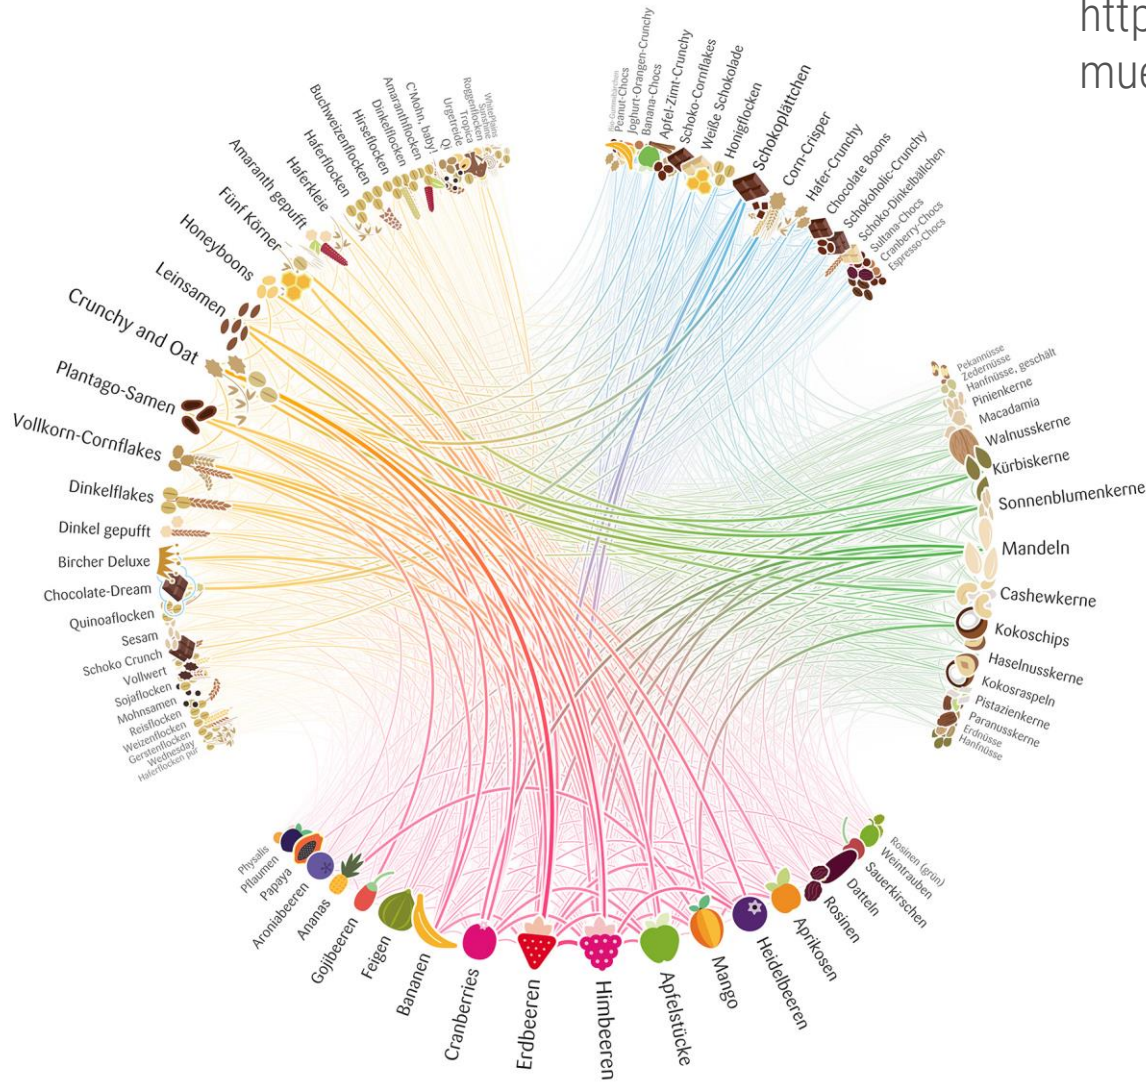 http
mue
Buchweizenflocken
Hirseflocken
Dinkelflocken
Amaranthflocken
C'Mohn, baby!
Qi
Urgetreide
Tropica
Roggenflocken
Sunshine
WhitePlains
Haferflocken
Haferkleie
Amaranth gepufft
Fünf Körner
Honeyboons
Leinsamen
Crunchy and Oat
Plantago-Samen
Vollkorn-Cornflakes
Dinkelflakes
Dinkel gepufft
Bircher Deluxe
Chocolate-Dream
Quinoaflocken
Sesam
Schoko Crunch
Vollwert
Sojaflocken
Mohnsamen
Reisflocken
Weizenflocken
Gerstenflocken
Wednesday
Haferflocken pur
Peanut-Chocs
Joghurt-Orangen-Crunchy
Banana-Chocs
Apfel-Zimt-Crunchy
Schoko-Cornflakes
Weiße Schokolade
Honigflocken
Schokoplättchen
Corn-Crisper
Hafer-Crunchy
Chocolate Boons
Schokoholic-Crunchy
Schoko-Dinkelbällchen
Sultana-Chocs
Cranberry-Chocs
Espresso-Chocs
Pekannüsse
Zedernüsse
Hanfnüsse, geschält
Pinienkerne
Macadamia
Walnusskerne
Kürbiskerne
Sonnenblumenkerne
Mandeln
Cashewkerne
Kokoschips
Haselnusskerne
Kokosraspeln
Pistazienkerne
Paranusskerne
Erdnüsse
Hanfnüsse
Physalis
Pflaumen
Papaya
Aroniabeeren
Ananas
Gojibeeren
Feigen
Bananen
Cranberries
Erdbeeren
Himbeeren
Apfelstücke
Mango
Heidelbeeren
Aprikosen
Rosinen
Datteln
Sauerkirschen
Weintrauben
Rosinen (grün)